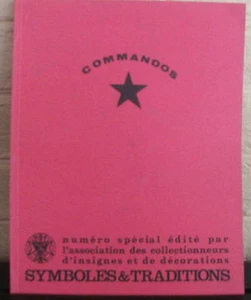 COMMANDOS
numéro spécial édité par
l'association des collectionneurs
d'insignes et de décorations
SYMBOLES & TRADITIONS